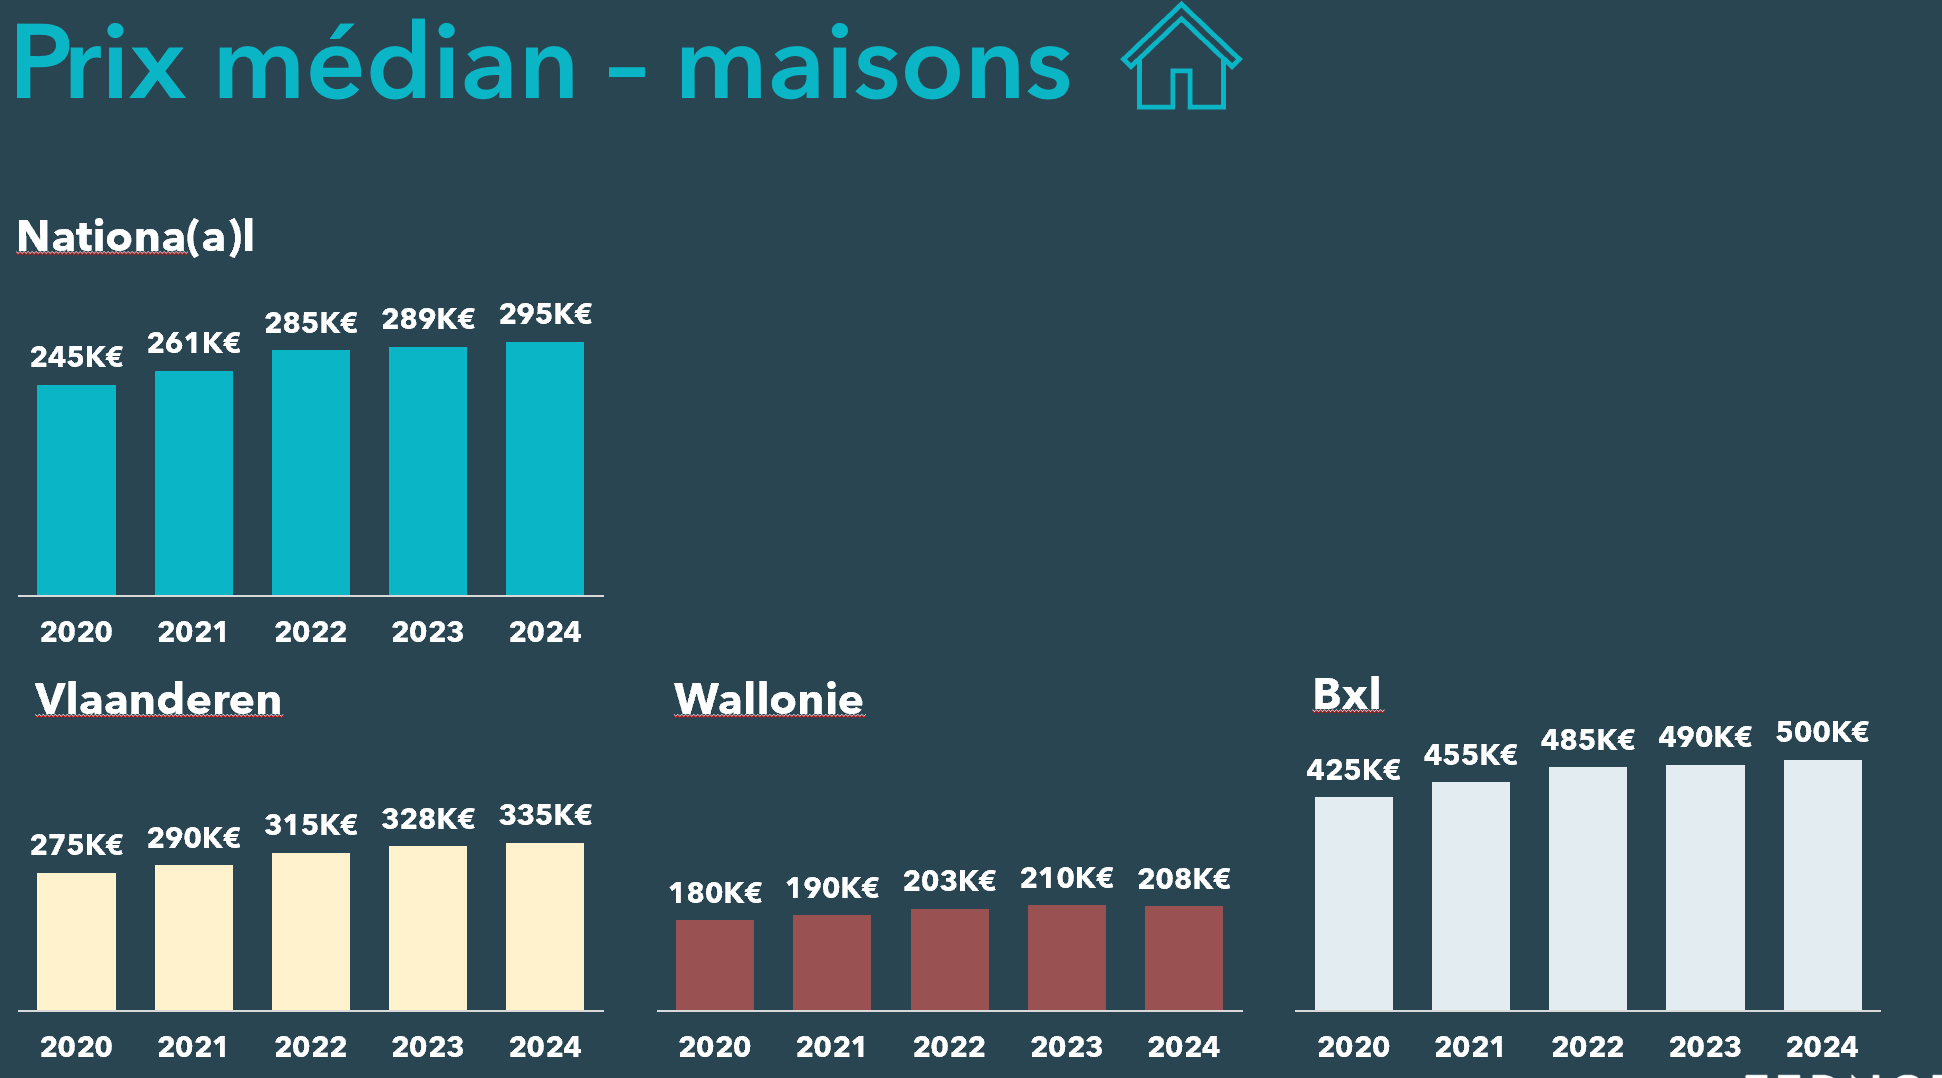 Prix médian – maisons
Nationa(a)l
245K€ 261K€ 285K€ 289K€ 295K€
2020 2021 2022 2023 2024
Vlaanderen
275K€ 290K€ 315K€ 328K€ 335K€
2020 2021 2022 2023 2024
Wallonie
180K€ 190K€ 203K€ 210K€ 208K€
2020 2021 2022 2023 2024
Bxl
425K€ 455K€ 485K€ 490K€ 500K€
2020 2021 2022 2023 2024